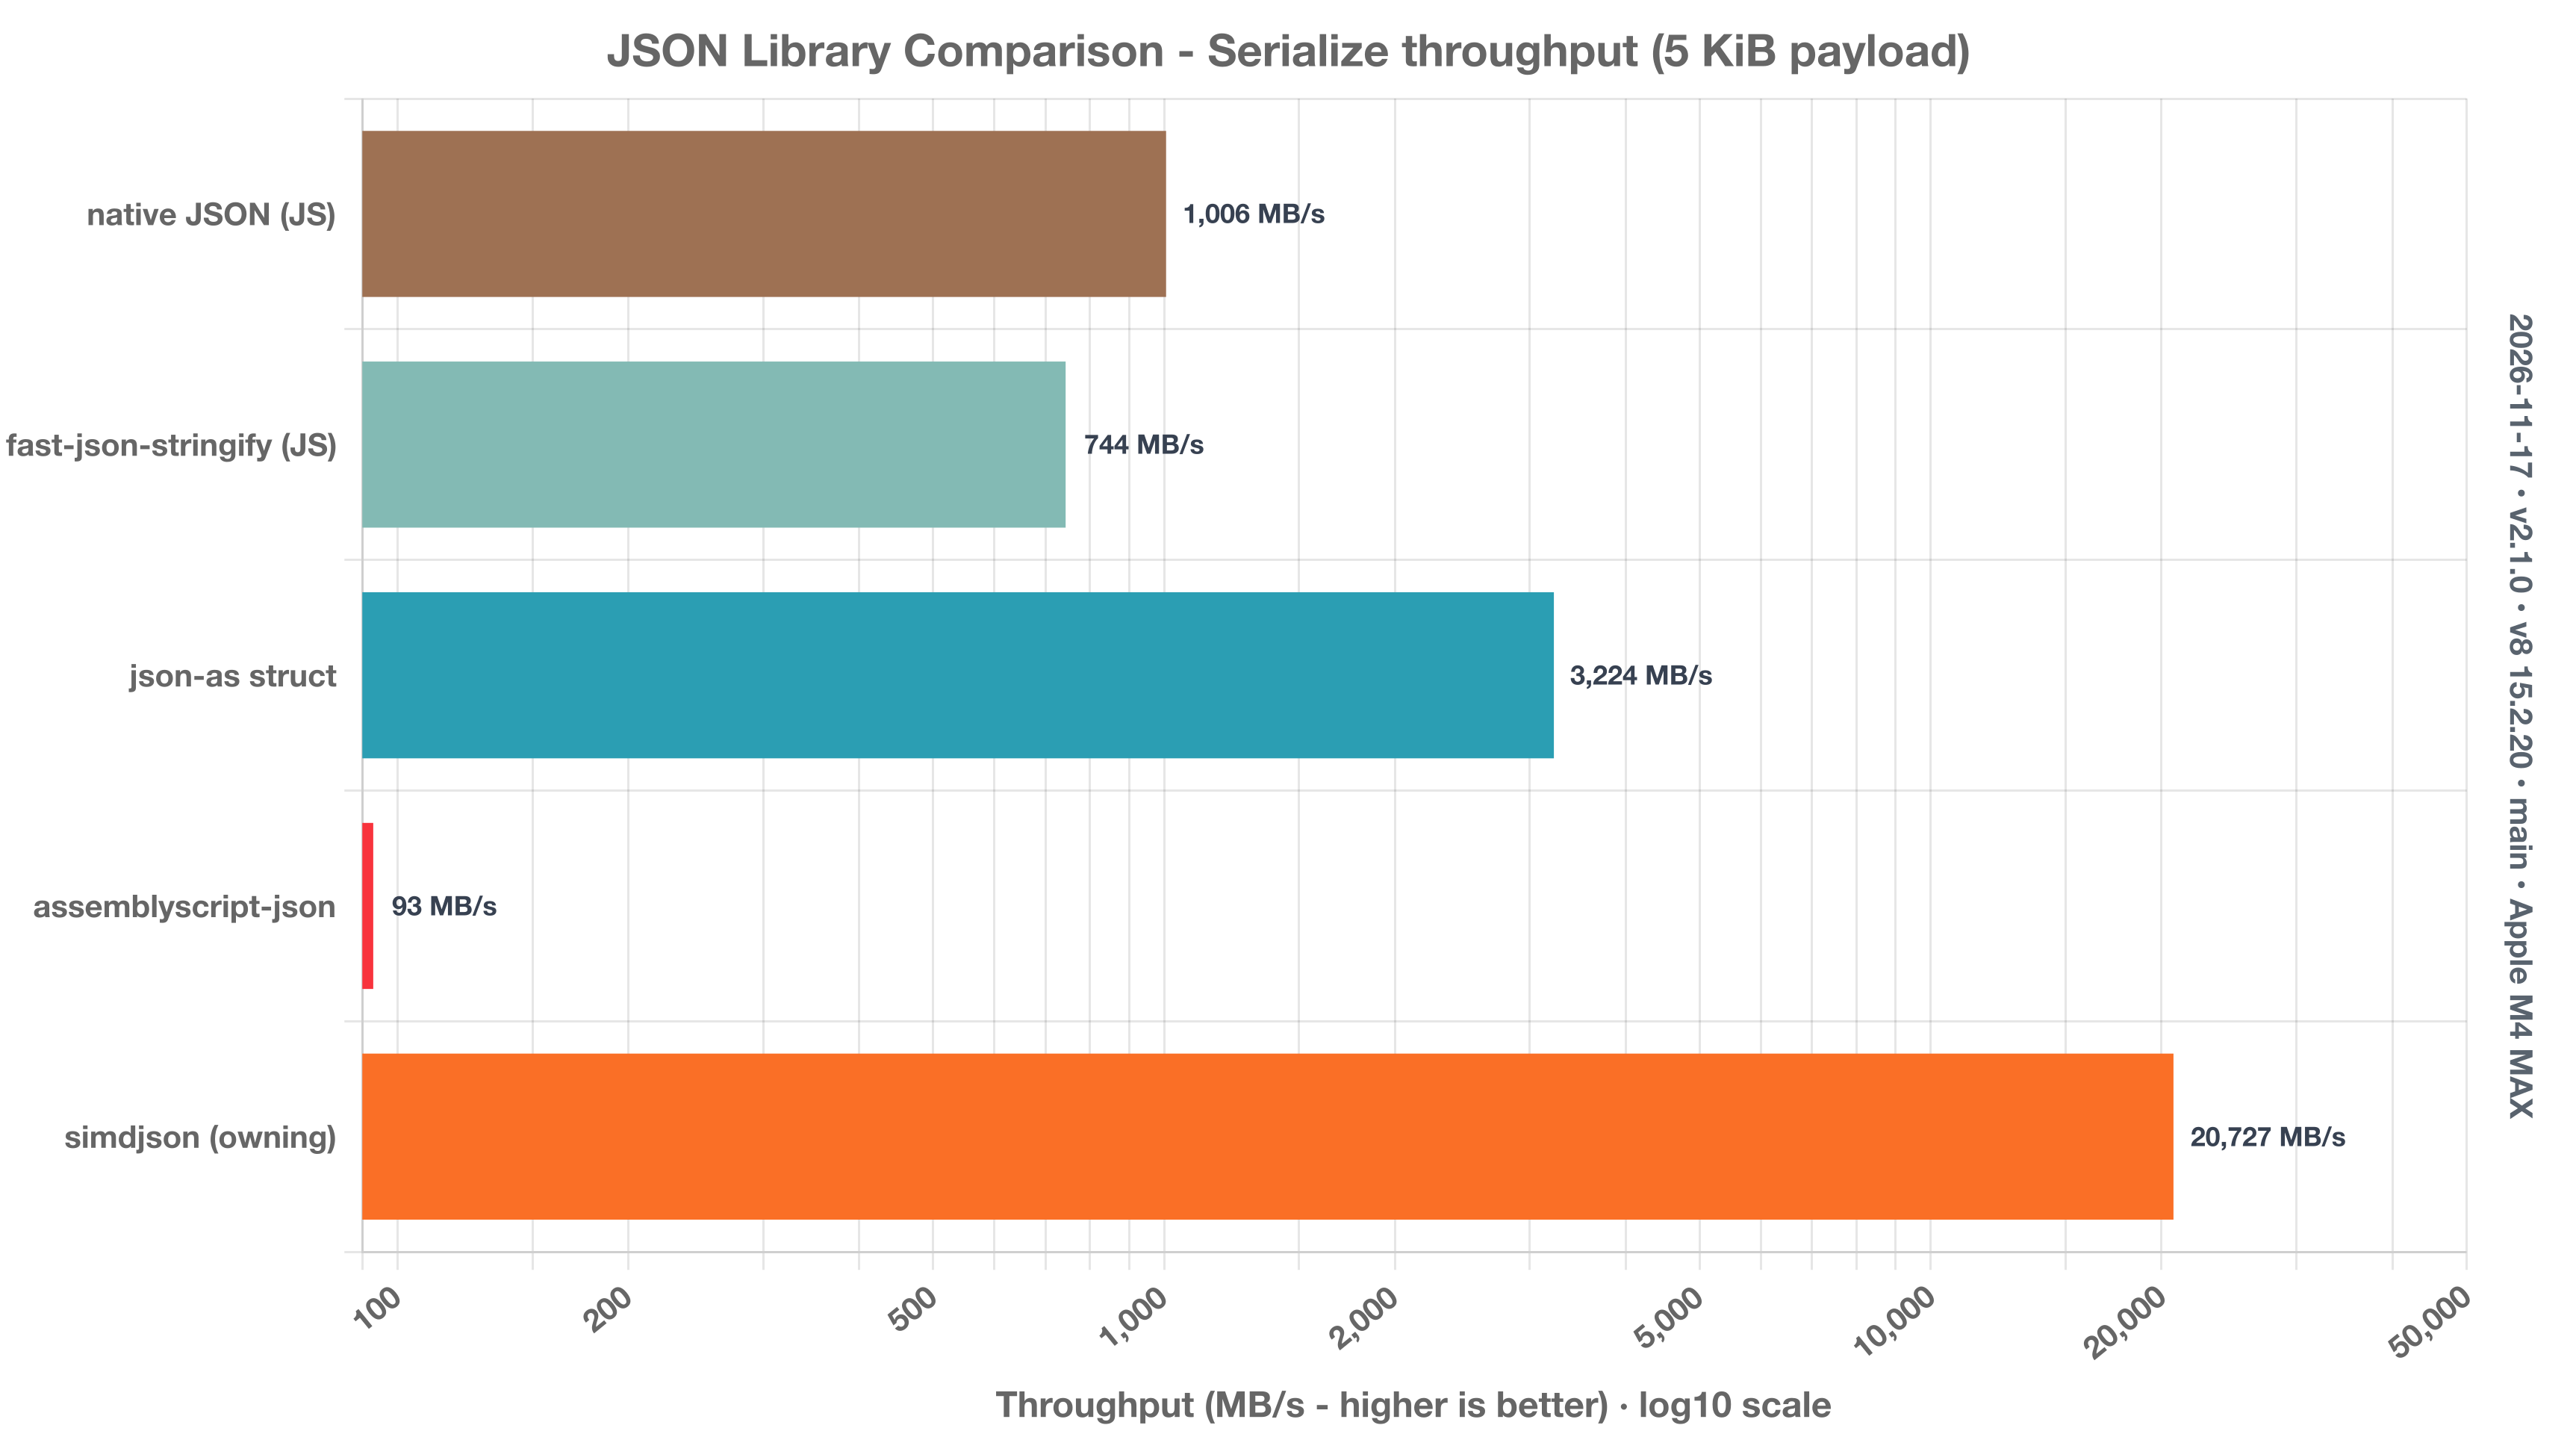 JSON Library Comparison - Serialize throughput (5 KiB payload)
native JSON (JS)
1,006 MB/s
fast-json-stringify (JS)
744 MB/s
json-as struct
3,224 MB/s
assemblyscript-json
93 MB/s
simdjson (owning)
20,727 MB/s
100
200
500
1,000
2,000
5,000
10,000
20,000
50,000
Throughput (MB/s - higher is better) · log10 scale
2026-11-17 • v2.1.0 • v8 15.2.20 • main • Apple M4 MAX